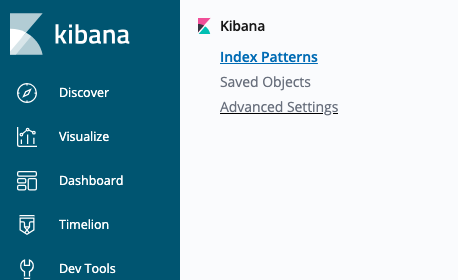 kibana
Discover
Visualize
Dashboard
Timelion
Dev Tools
Kibana
Index Patterns
Saved Objects
Advanced Settings